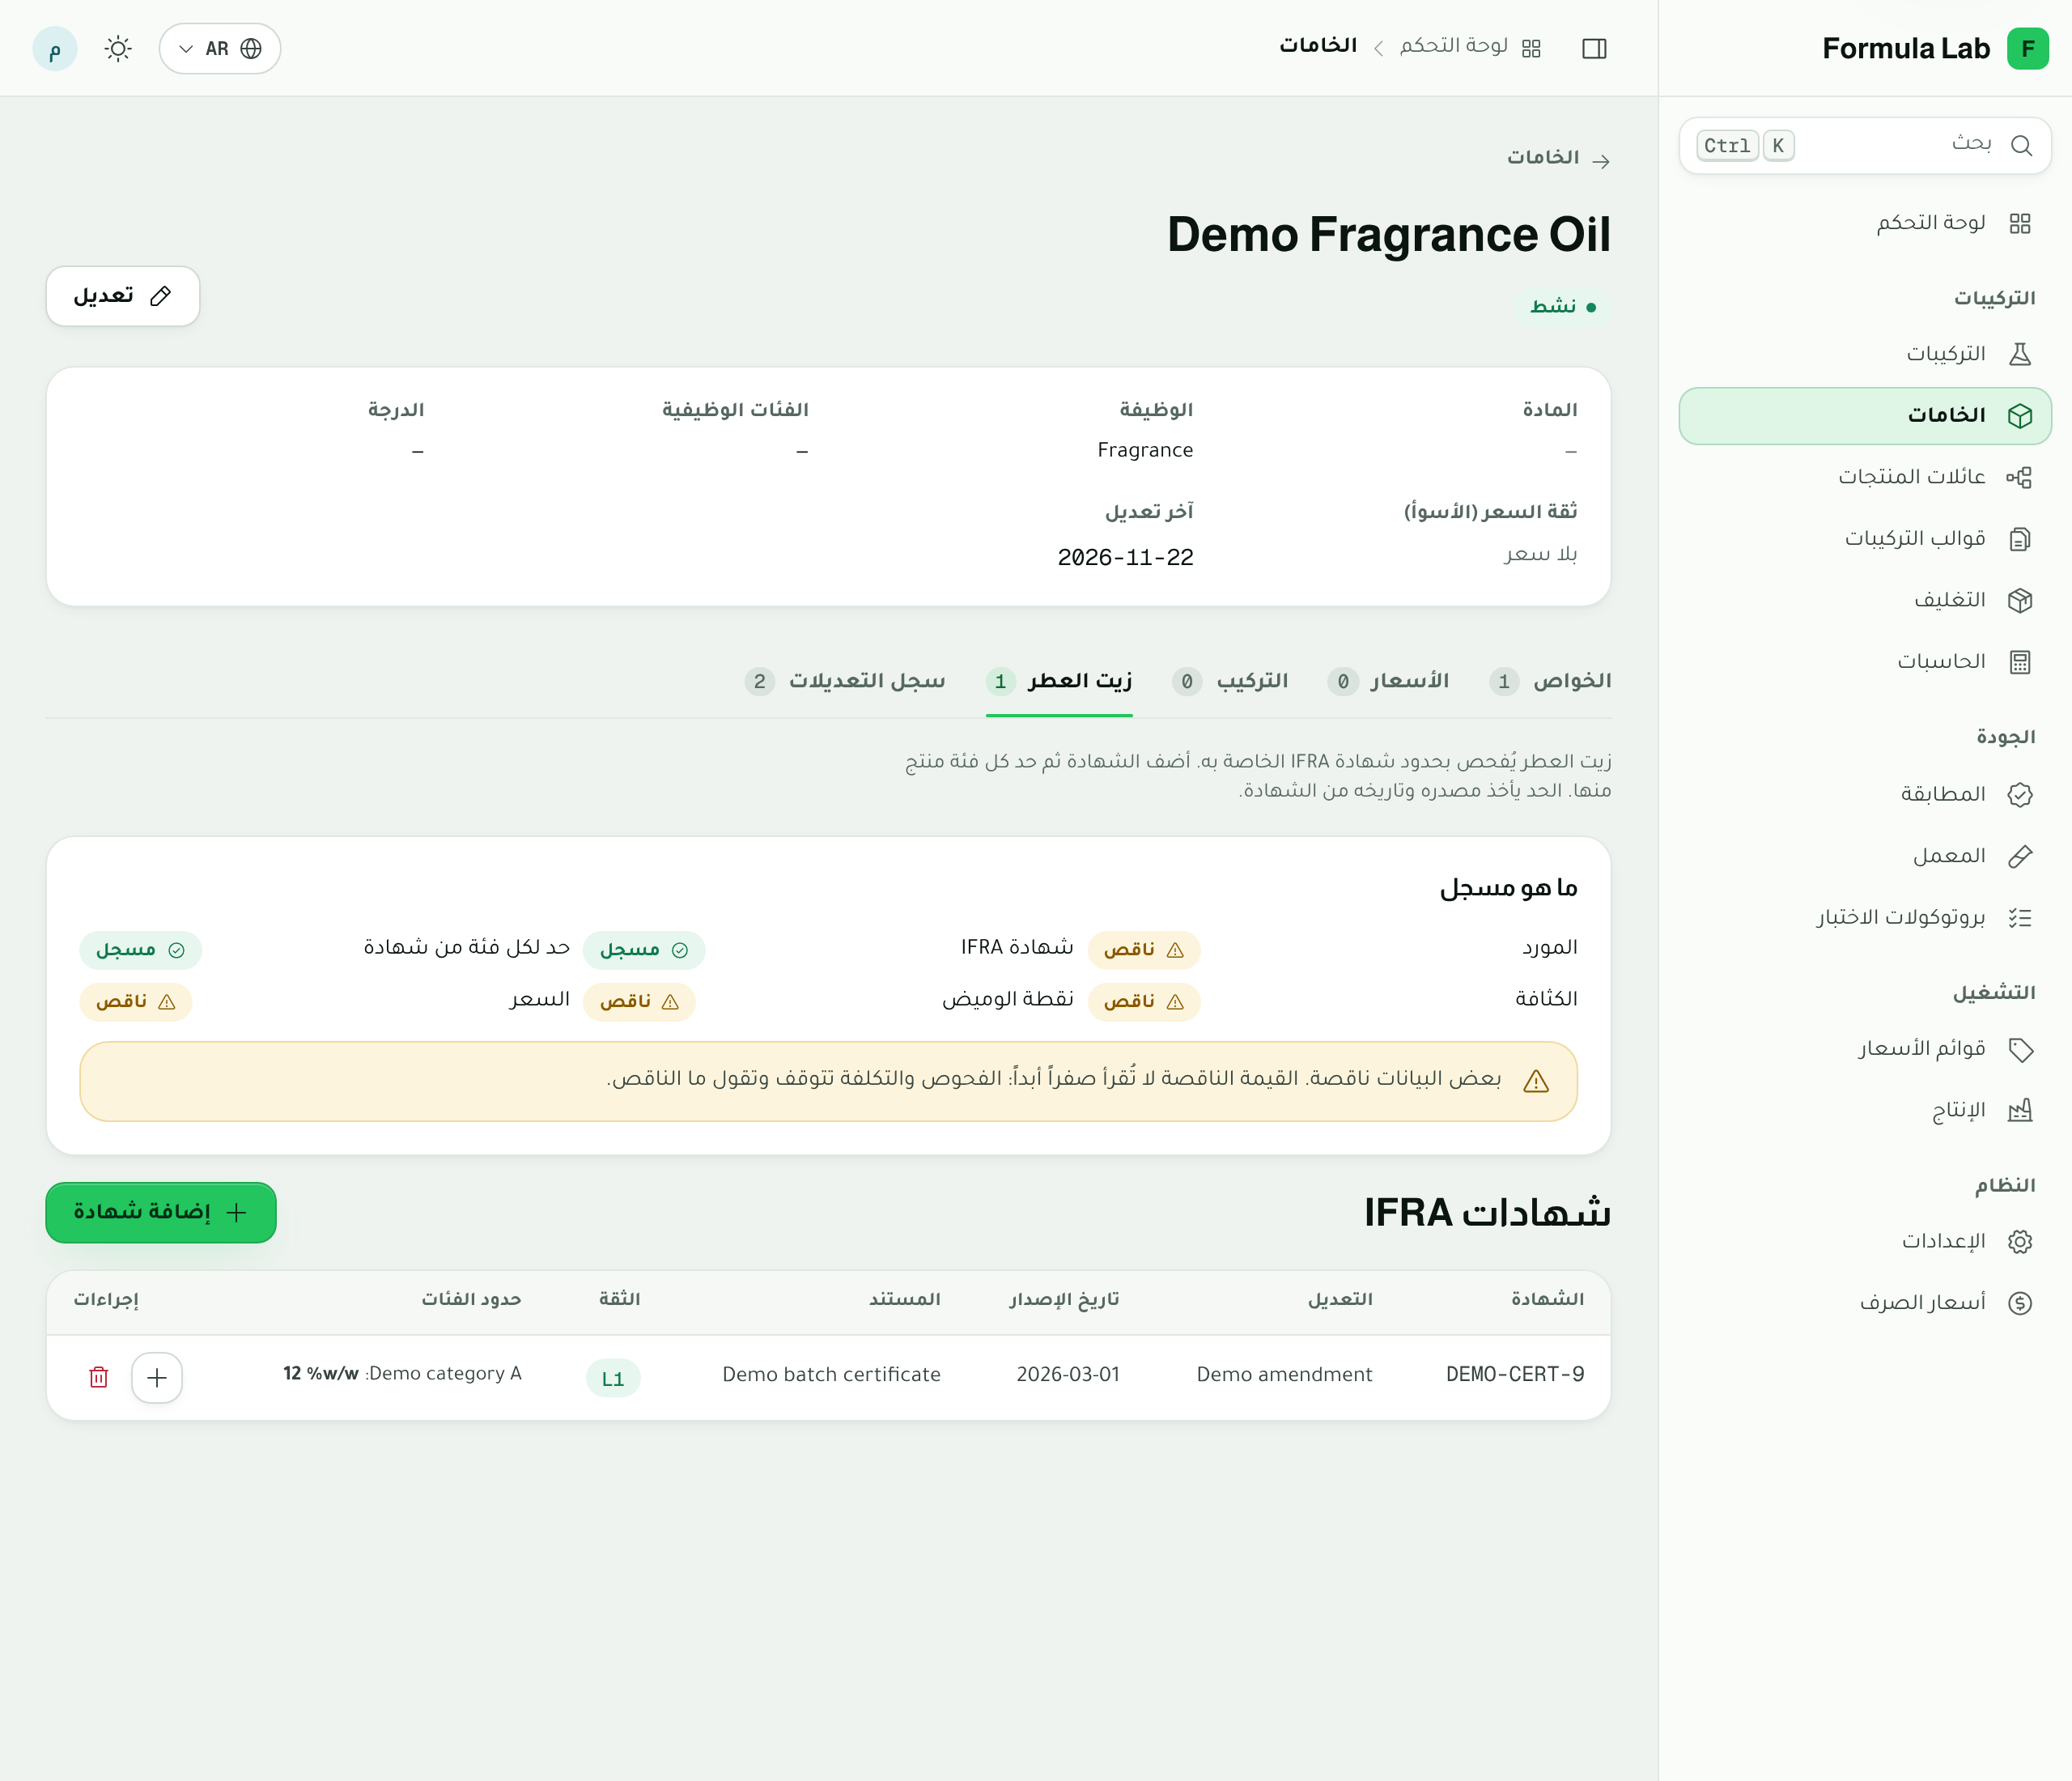 F Formula Lab
بحث Ctrl K
لوحة التحكم
التركيبات
التركيبات
الخامات
عائلات المنتجات
قوالب التركيبات
التغليف
الحاسبات
الجودة
المطابقة
المعمل
بروتوكولات الاختبار
التشغيل
قوائم الأسعار
الإنتاج
النظام
الإعدادات
أسعار الصرف
لوحة التحكم الخامات
AR
م
الخامات
Demo Fragrance Oil
نشط
تعديل
المادة الوظيفة الفئات الوظيفية الدرجة
– Fragrance – –
ثقة السعر (الأسوأ) آخر تعديل
بلا سعر 2026-11-22
الخواص 1 الأسعار 0 التركيب 0 زيت العطر 1 سجل التعديلات 2
زيت العطر يُفحص بحدود شهادة IFRA الخاصة به. أضف الشهادة ثم حد كل فئة منتج
منها. الحد يأخذ مصدره وتاريخه من الشهادة.
ما هو مسجل
المورد ناقص شهادة IFRA مسجل حد لكل فئة من شهادة مسجل
الكثافة ناقص نقطة الوميض ناقص السعر ناقص
بعض البيانات ناقصة. القيمة الناقصة لا تُقرأ صفراً أبداً: الفحوص والتكلفة تتوقف وتقول ما الناقص.
شهادات IFRA
إضافة شهادة
الشهادة التعديل تاريخ الإصدار المستند الثقة حدود الفئات إجراءات
DEMO-CERT-9 Demo amendment 2026-03-01 Demo batch certificate L1 Demo category A: 12 %w/w